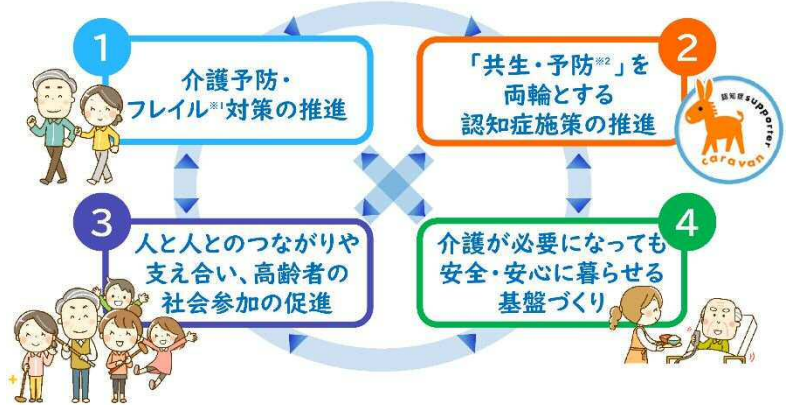 1
介護予防・
フレイル※1対策の推進
2
「共生・予防※2」を
両輪とする
認知症施策の推進
認知症supporter
caravan
3
人と人とのつながりや
支え合い、高齢者の
社会参加の促進
4
介護が必要になっても
安全・安心に暮らせる
基盤づくり